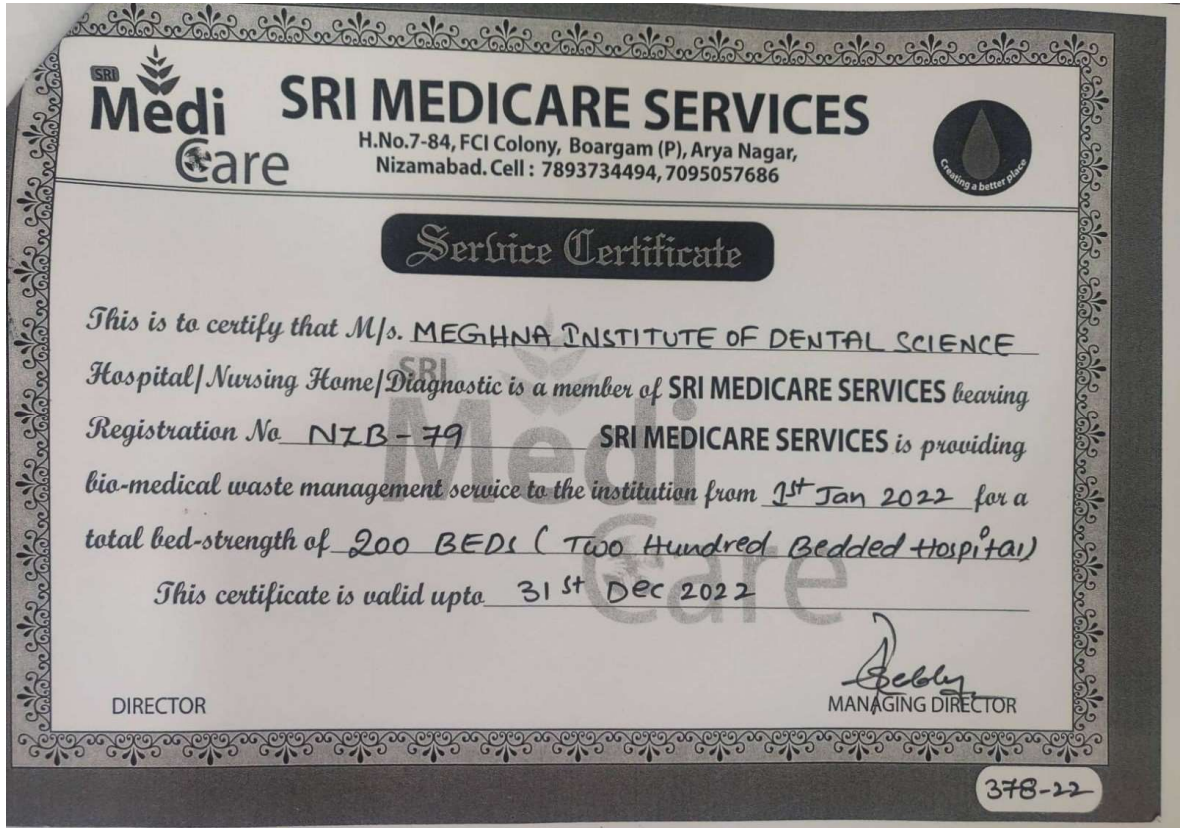 SRI
Medi
Care
SRI MEDICARE SERVICES
H.No.7-84, FCI Colony, Boargam (P), Arya Nagar,
Nizamabad. Cell : 7893734494, 7095057686
Creating a better place
Service Certificate
This is to certify that M/s. MEGHNA INSTITUTE OF DENTAL SCIENCE
Hospital/Nursing Home/Diagnostic is a member of SRI MEDICARE SERVICES bearing
Registration No NZB-79 SRI MEDICARE SERVICES is providing
bio-medical waste management service to the institution from 1st Jan 2022 for a
total bed-strength of 200 BEDs ( Two Hundred Bedded Hospital)
This certificate is valid upto 31st Dec 2022
SRI
Medi
Care
Reddy
DIRECTOR
MANAGING DIRECTOR
378-22